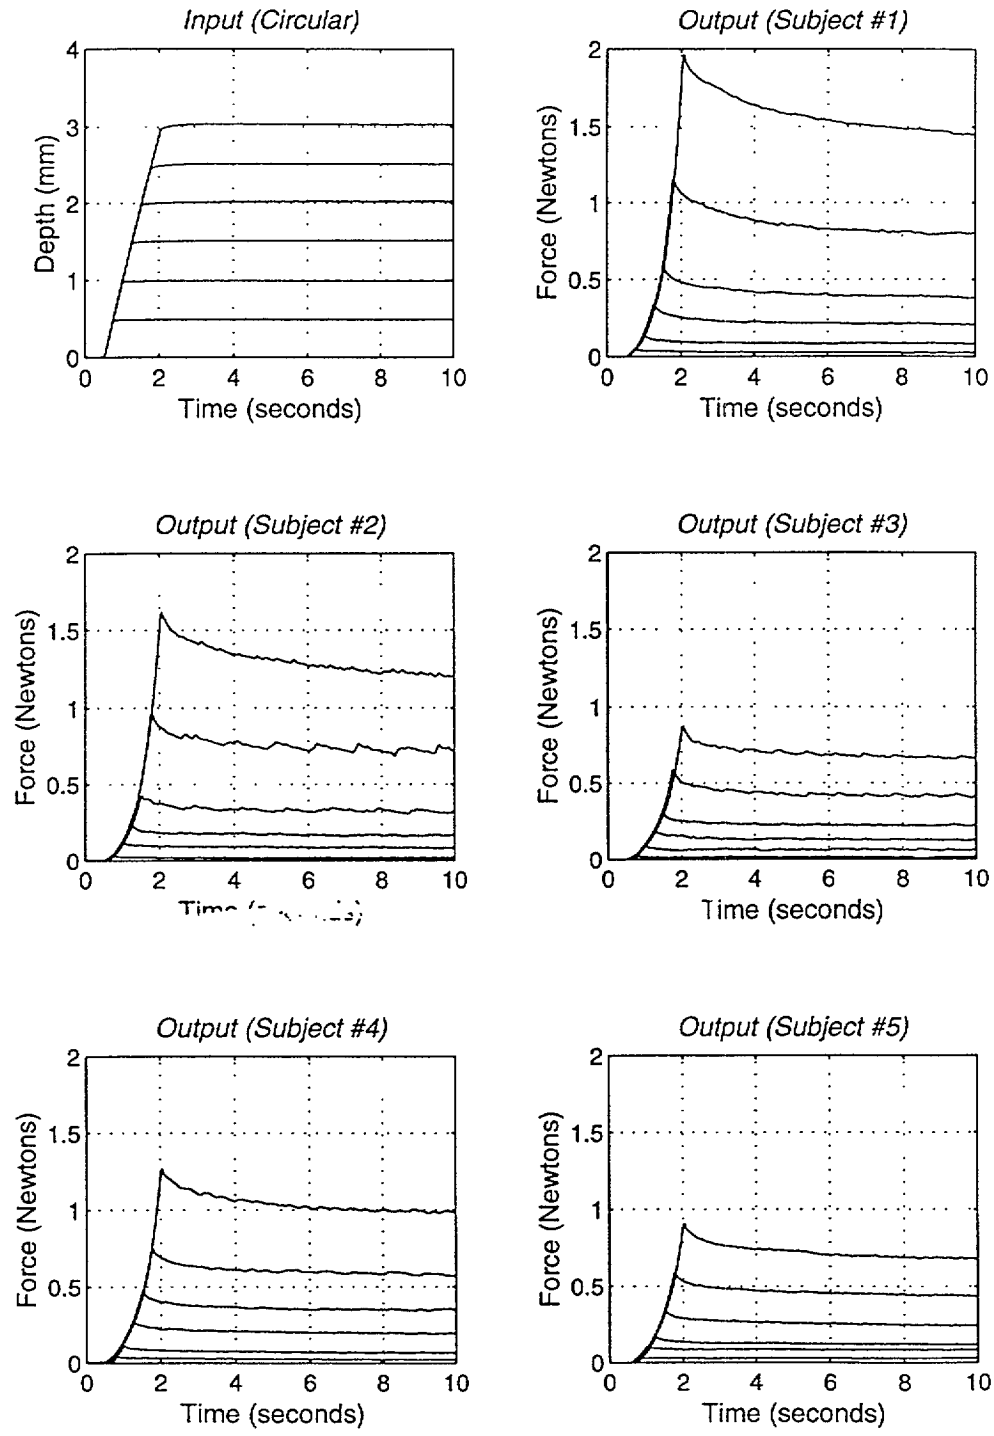 Input (Circular)
4
3
2
1
0
Depth (mm)
0 2 4 6 8 10
Time (seconds)
Output (Subject #1)
2
1.5
1
0.5
0
Force (Newtons)
0 2 4 6 8 10
Time (seconds)
Output (Subject #2)
2
1.5
1
0.5
0
Force (Newtons)
0 2 4 6 8 10
Time
Output (Subject #3)
2
1.5
1
0.5
0
Force (Newtons)
0 2 4 6 8 10
Time (seconds)
Output (Subject #4)
2
1.5
1
0.5
0
Force (Newtons)
0 2 4 6 8 10
Time (seconds)
Output (Subject #5)
2
1.5
1
0.5
0
Force (Newtons)
0 2 4 6 8 10
Time (seconds)